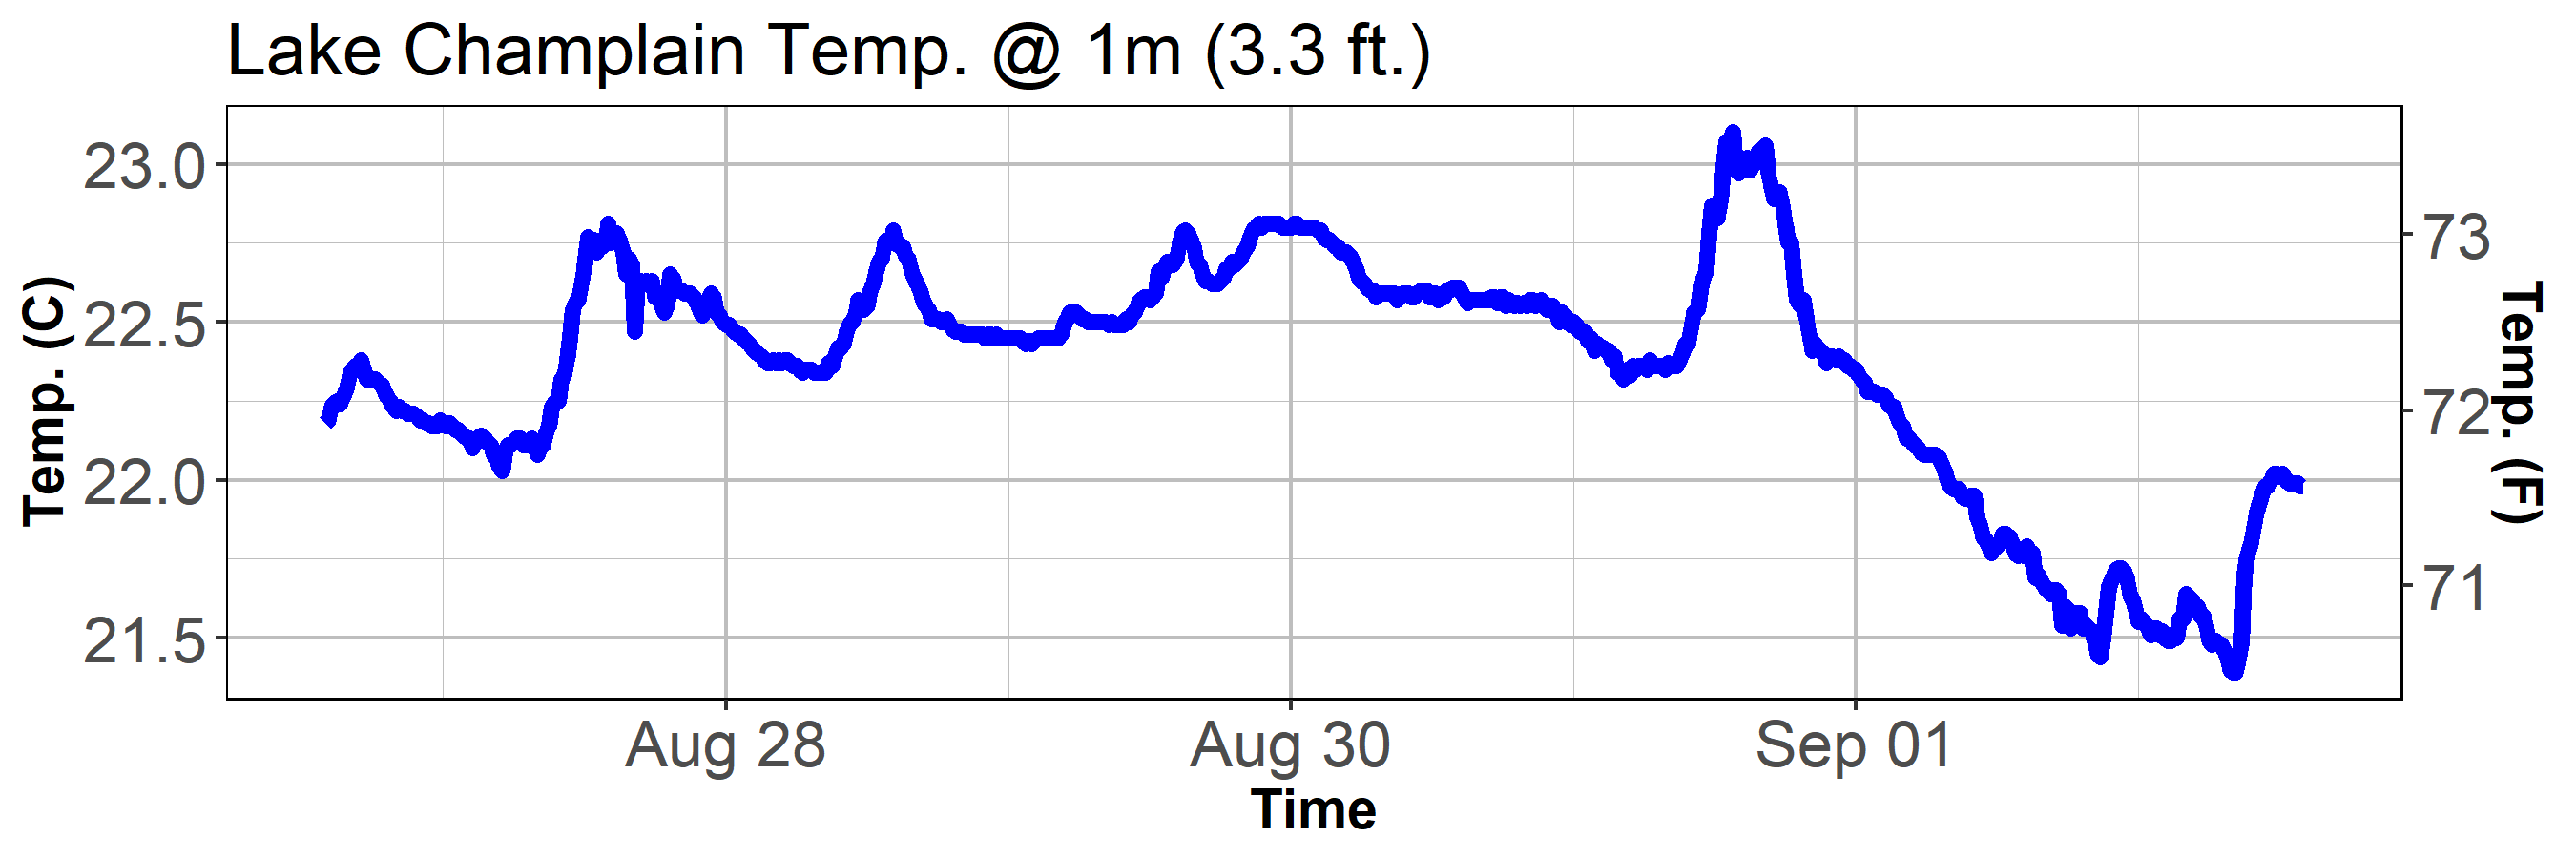 Lake Champlain Temp. @ 1m (3.3 ft.)
Temp. (C)
23.0
22.5
22.0
21.5
73
72
71
Temp. (F)
Aug 28
Aug 30
Sep 01
Time